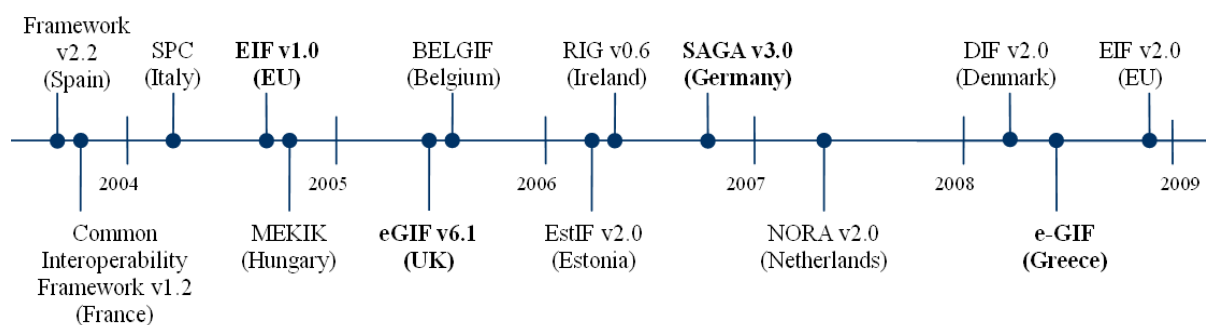 Framework
v2.2
(Spain)
SPC
(Italy)
EIF v1.0
(EU)
BELGIF
(Belgium)
RIG v0.6
(Ireland)
SAGA v3.0
(Germany)
DIF v2.0
(Denmark)
EIF v2.0
(EU)
2004
2005
2006
2007
2008
2009
Common
Interoperability
Framework v1.2
(France)
MEKIK
(Hungary)
eGIF v6.1
(UK)
EstIF v2.0
(Estonia)
NORA v2.0
(Netherlands)
e-GIF
(Greece)